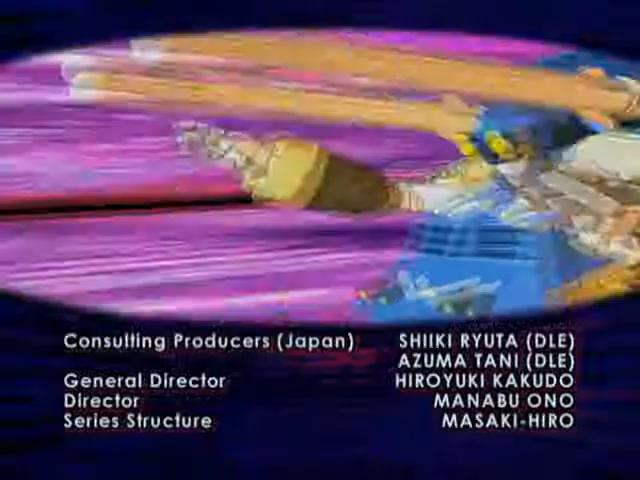 Consulting Producers (Japan) SHIIKI RYUTA (DLE)
AZUMA TANI (DLE)
General Director HIROYUKI KAKUDO
Director MANABU ONO
Series Structure MASAKI-HIRO